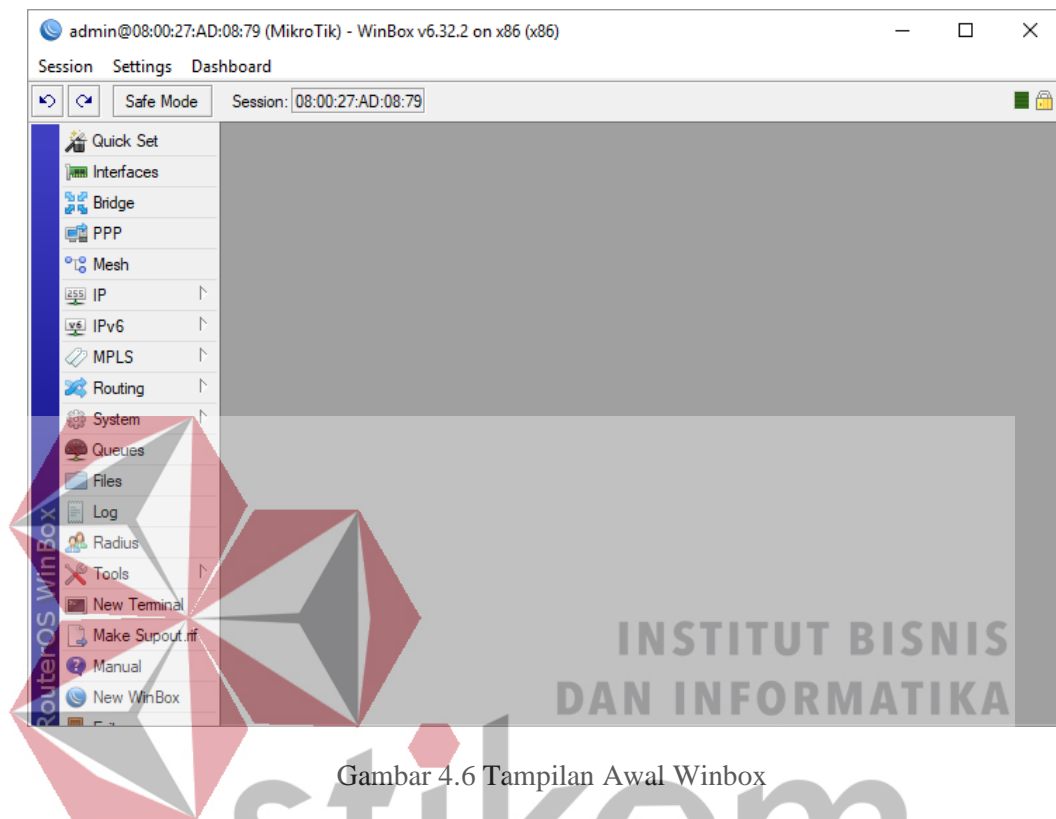 admin@08:00:27:AD:08:79 (MikroTik) - WinBox v6.32.2 on x86 (x86)
Session Settings Dashboard
Safe Mode Session: 08:00:27:AD:08:79
Quick Set
Interfaces
Bridge
PPP
Mesh
255 IP
v6 IPv6
MPLS
Routing
System
Queues
Files
Log
Radius
Tools
New Terminal
Make Supout.rif
Manual
New WinBox
RouterOS WinBox
INSTITUT BISNIS
DAN INFORMATIKA
Gambar 4.6 Tampilan Awal Winbox
stikom